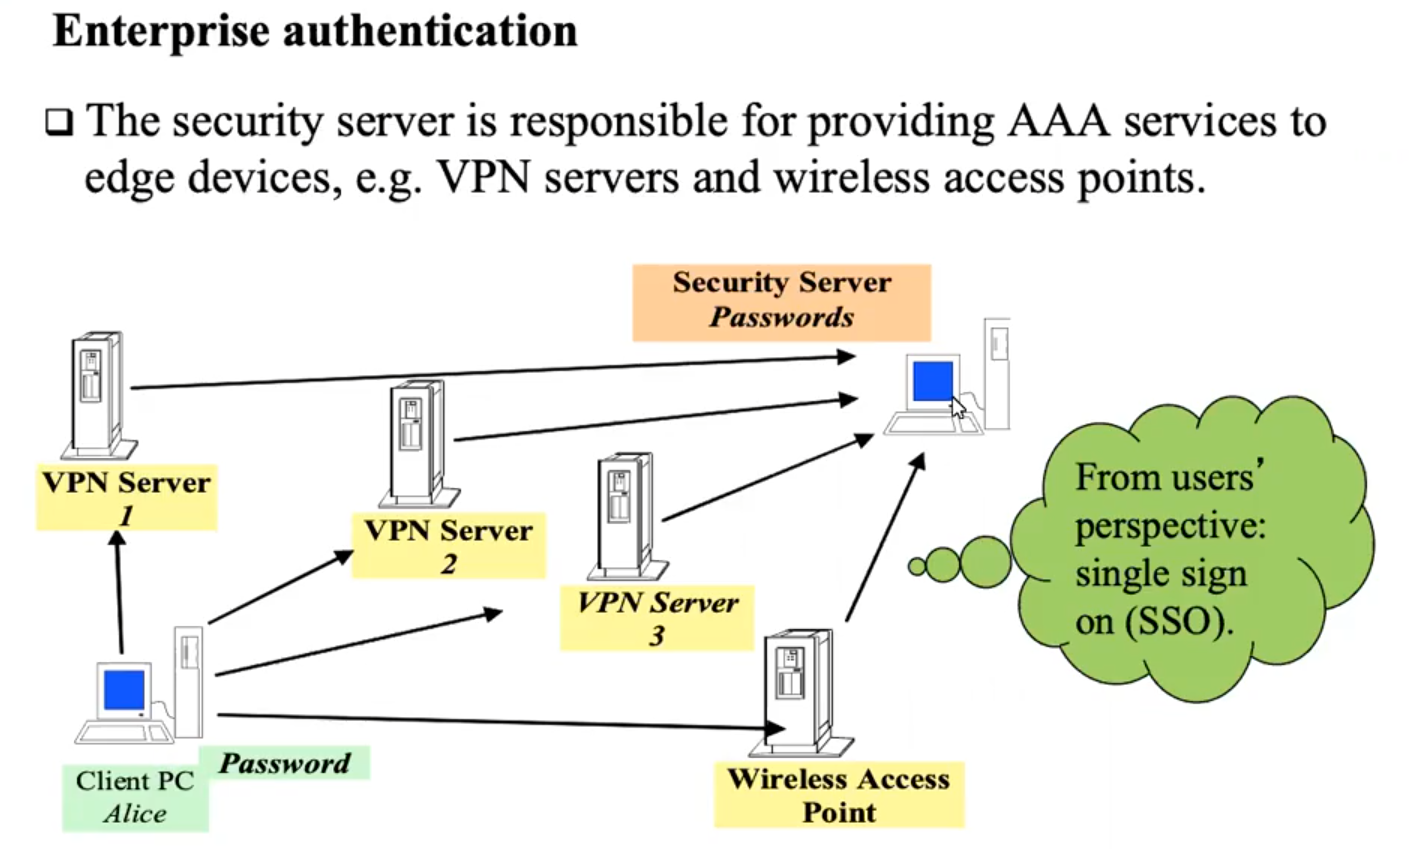 Enterprise authentication
❑ The security server is responsible for providing AAA services to
edge devices, e.g. VPN servers and wireless access points.
Security Server
Passwords
VPN Server
1
VPN Server
2
VPN Server
3
From users’
perspective:
single sign
on (SSO).
Password
Client PC
Alice
Wireless Access
Point